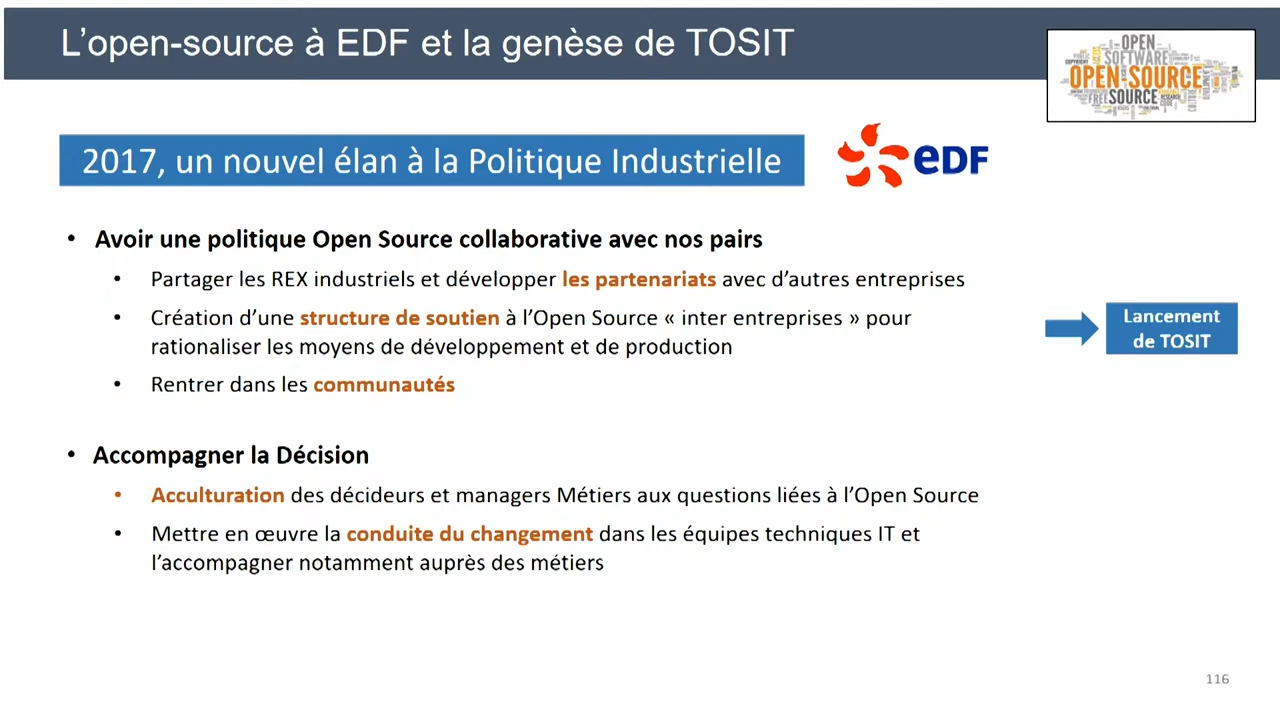 L’open-source à EDF et la genèse de TOSIT
OPEN
SOFTWARE
OPEN SOURCE
FREE SOURCE
2017, un nouvel élan à la Politique Industrielle
eDF
• Avoir une politique Open Source collaborative avec nos pairs
• Partager les REX industriels et développer les partenariats avec d’autres entreprises
• Création d’une structure de soutien à l’Open Source « inter entreprises » pour
rationaliser les moyens de développement et de production
Lancement
de TOSIT
• Rentrer dans les communautés
• Accompagner la Décision
• Acculturation des décideurs et managers Métiers aux questions liées à l’Open Source
• Mettre en œuvre la conduite du changement dans les équipes techniques IT et
l’accompagner notamment auprès des métiers
116